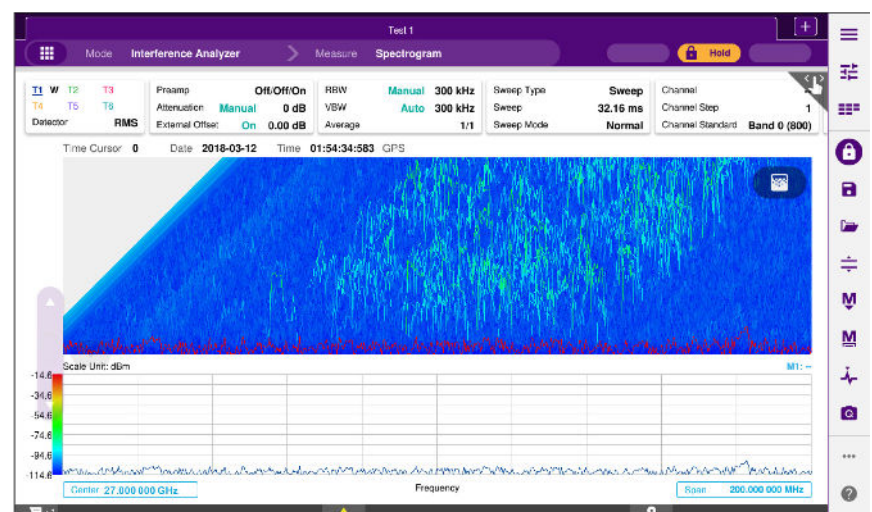 Test 1
Mode Interference Analyzer Measure Spectrogram Hold
T1 W T2 T3 Preamp Off/Off/On RBW Manual 300 kHz Sweep Type Sweep Channel
T4 T5 T6 Attenuation Manual 0 dB VBW Auto 300 kHz Sweep 32.16 ms Channel Step 1
Detector RMS External Offset On 0.00 dB Average 1/1 Sweep Mode Normal Channel Standard Band 0 (800)
Time Cursor 0 Date 2018-03-12 Time 01:54:34:583 GPS
Scale Unit: dBm M1: --
-14.6
-34.6
-54.6
-74.6
-94.6
-114.6
Center 27.000 000 GHz Frequency Span 200.000 000 MHz